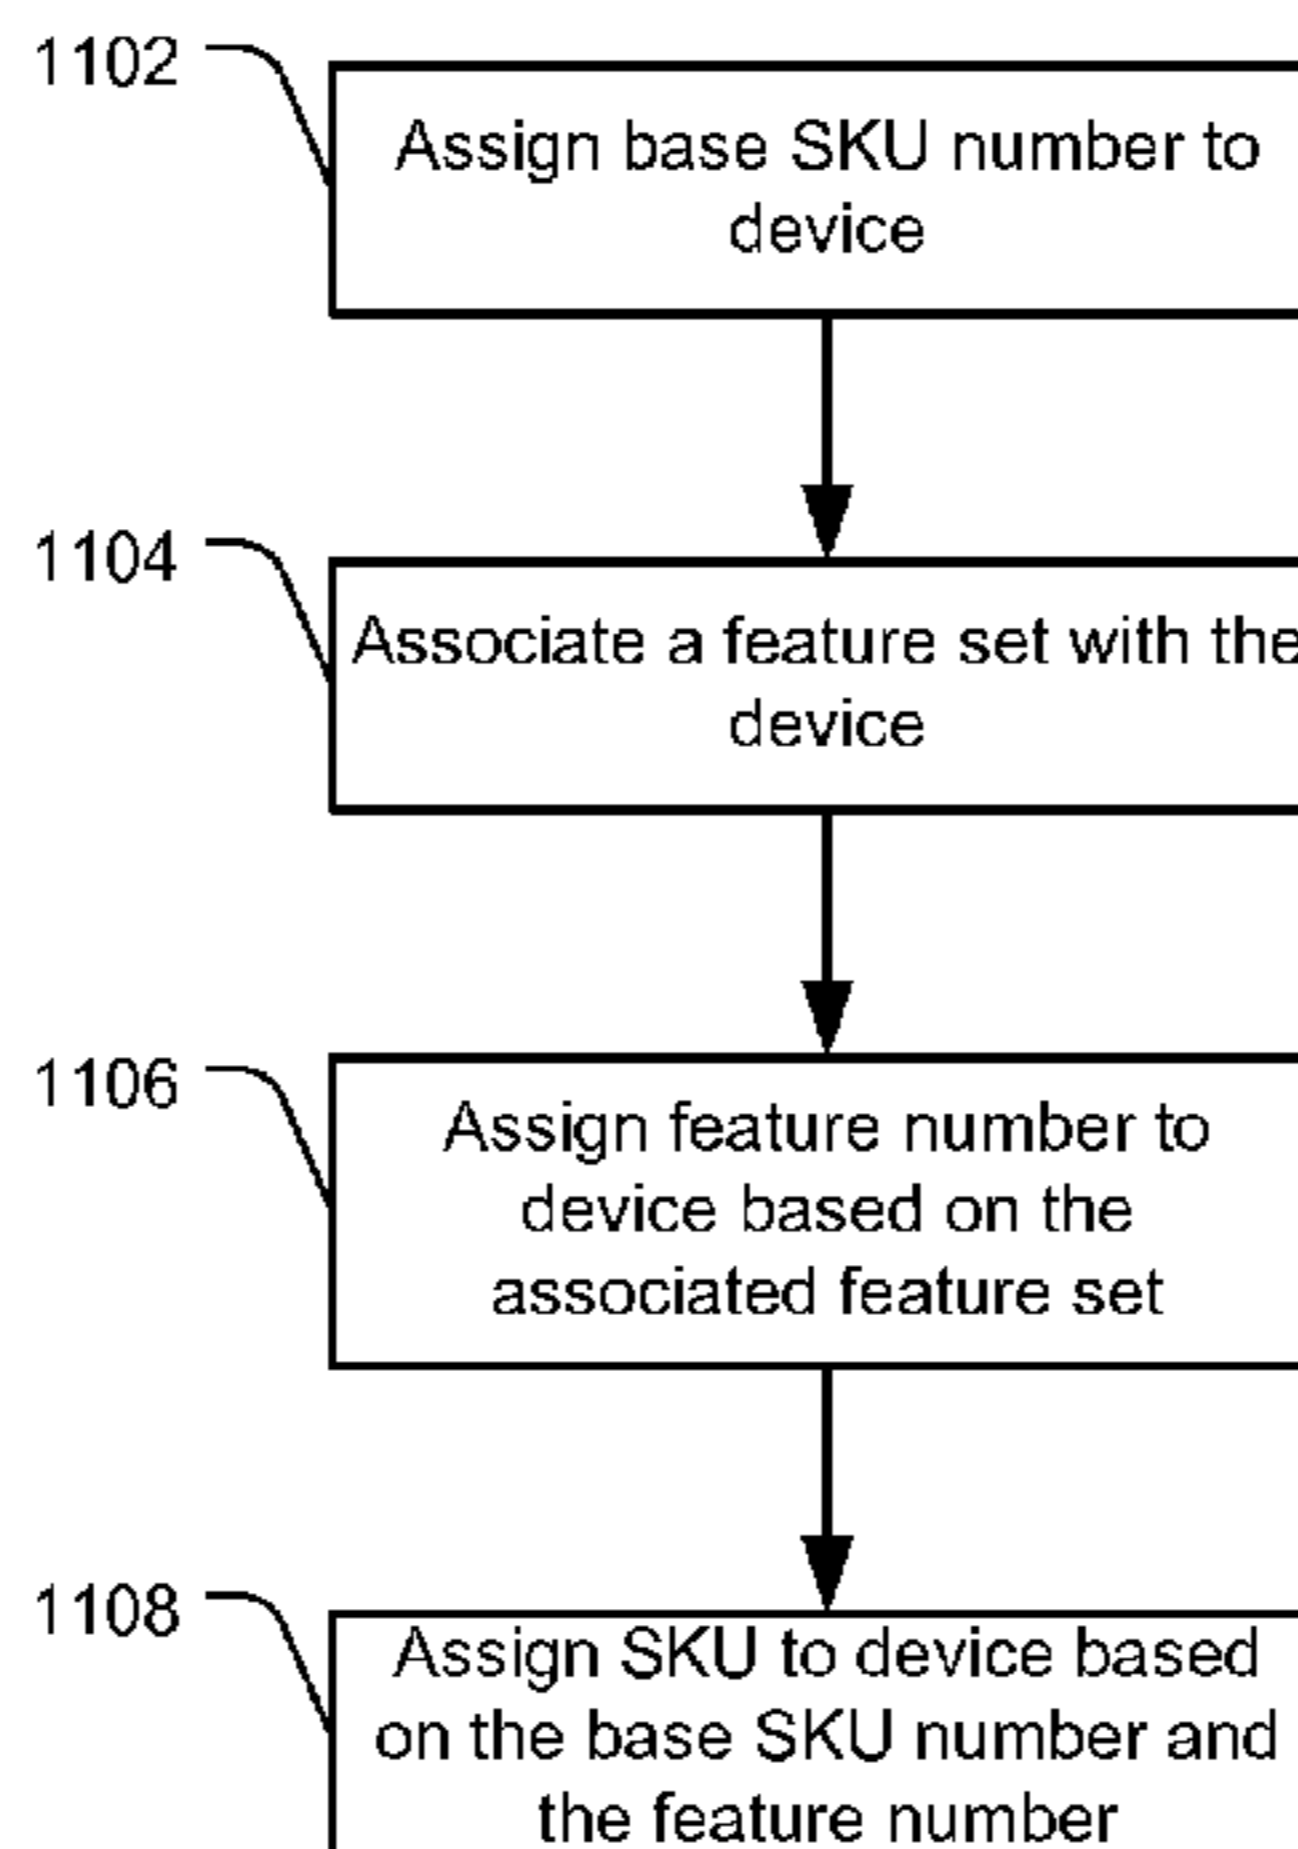 1102
Assign base SKU number to
device
1104
Associate a feature set with the
device
1106
Assign feature number to
device based on the
associated feature set
1108
Assign SKU to device based
on the base SKU number and
the feature number